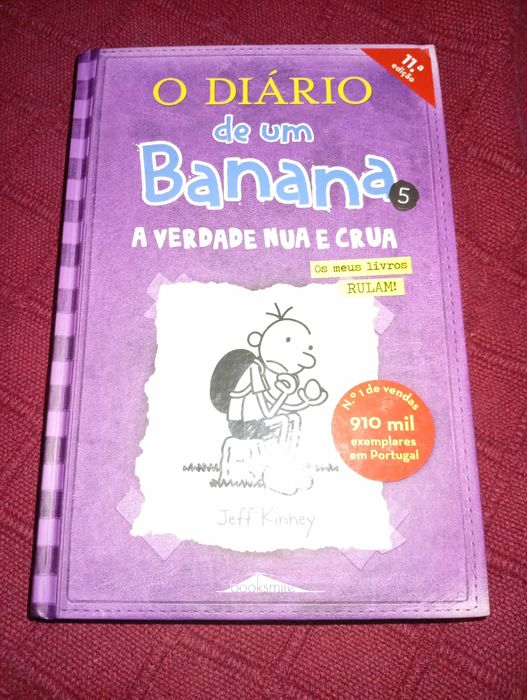 O DIÁRIO
de um
Banana
5
A VERDADE NUA E CRUA
11.a
edição
Os meus livros
RULAM!
N.º 1 de vendas
910 mil
exemplares
em Portugal
Jeff Kinney
booksmile